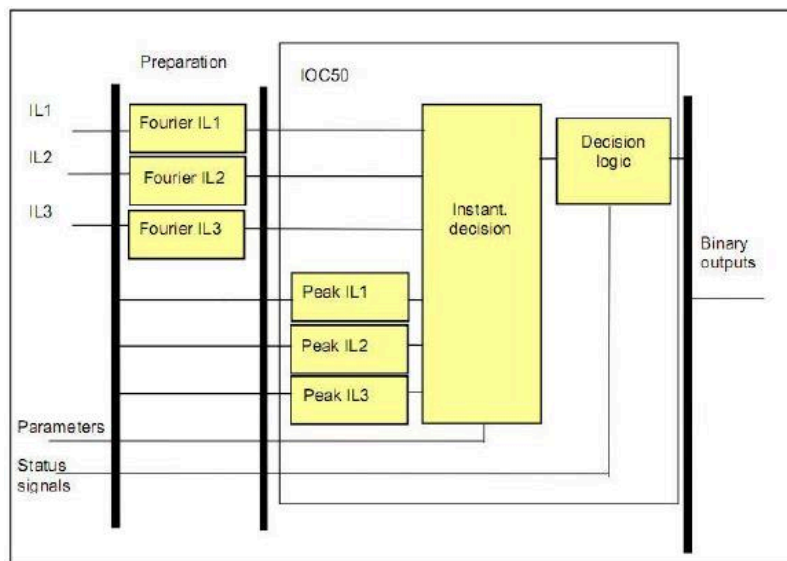 Preparation
IOC50
IL1
Fourier IL1
IL2
Fourier IL2
IL3
Fourier IL3
Decision
logic
Instant.
decision
Binary
outputs
Peak IL1
Peak IL2
Peak IL3
Parameters
Status
signals